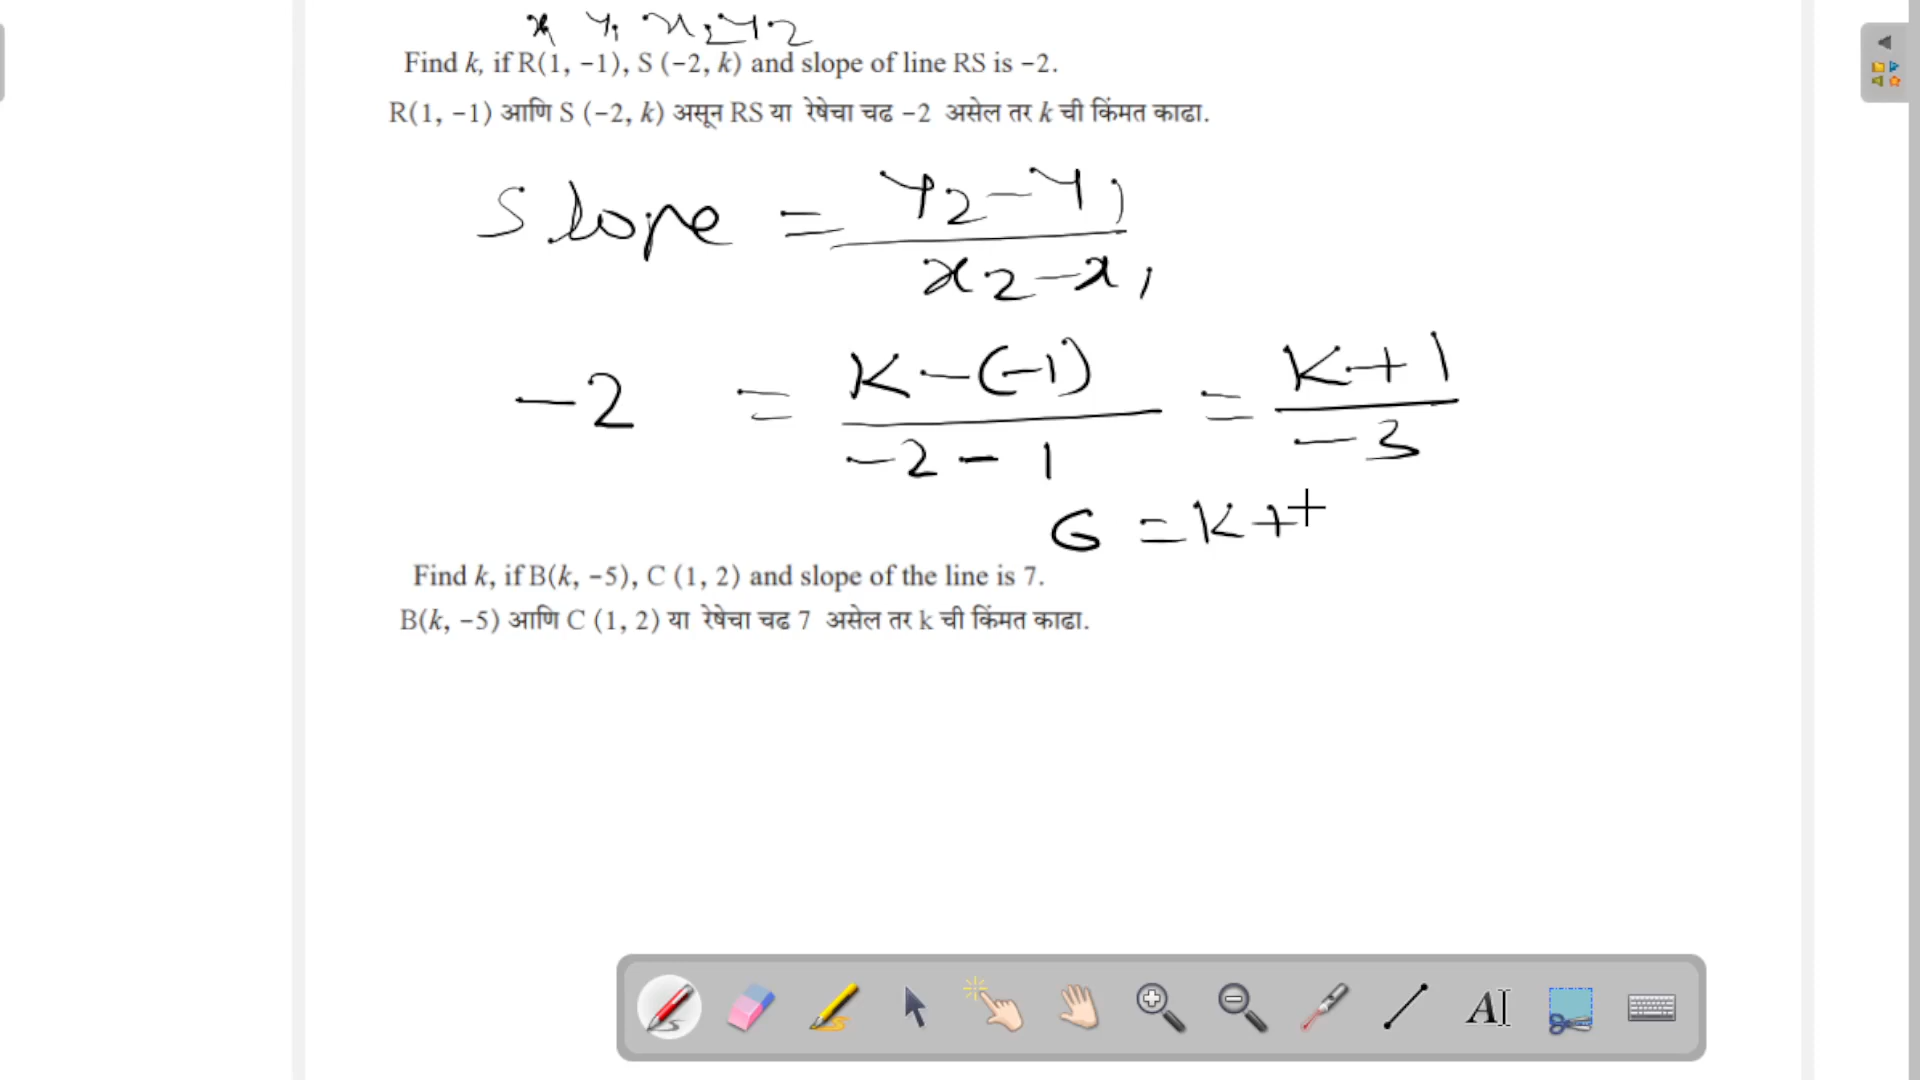 x₁ y₁ x₂ y₂
Find k, if R(1, −1), S (−2, k) and slope of line RS is −2.
R(1, −1) आणि S (−2, k) असून RS या रेषेचा चढ −2 असेल तर k ची किंमत काढा.
Slope = y₂ − y₁ / x₂ − x₁
−2 = k − (−1) / −2 − 1 = k + 1 / −3
6 = k +
Find k, if B(k, −5), C (1, 2) and slope of the line is 7.
B(k, −5) आणि C (1, 2) या रेषेचा चढ 7 असेल तर k ची किंमत काढा.
AI